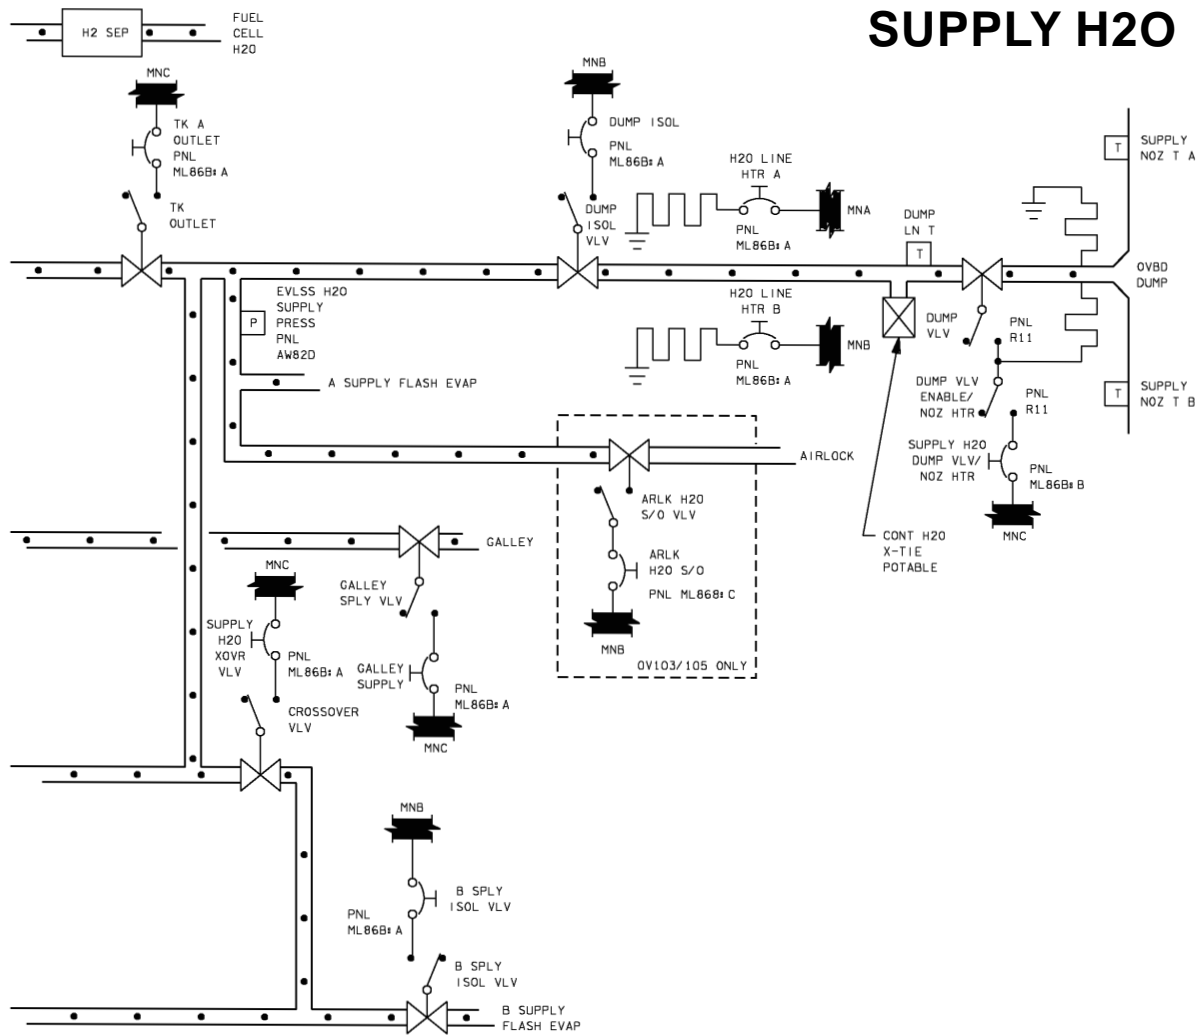 SUPPLY H2O
H2 SEP
FUEL
CELL
H2O
MNC
TK A
OUTLET
PNL
ML86B:A
TK
OUTLET
MNB
DUMP ISOL
PNL
ML86B:A
DUMP
ISOL
VLV
H2O LINE
HTR A
MNA
PNL
ML86B:A
DUMP
LN T
T
T
SUPPLY
NOZ T A
OVBD
DUMP
EVLSS H2O
SUPPLY
PRESS
PNL
AW82D
P
H2O LINE
HTR B
MNB
PNL
ML86B:A
DUMP
VLV
PNL
R11
A SUPPLY FLASH EVAP
DUMP VLV
ENABLE/
NOZ HTR
PNL
R11
T
SUPPLY
NOZ T B
SUPPLY H2O
DUMP VLV/
NOZ HTR
PNL
ML86B:B
MNC
AIRLOCK
ARLK H2O
S/O VLV
ARLK
H2O S/O
PNL ML868:C
MNB
OV103/105 ONLY
CONT H2O
X-TIE
POTABLE
GALLEY
MNC
GALLEY
SPLY VLV
SUPPLY
H2O
XOVR
VLV
PNL
ML86B:A
GALLEY
SUPPLY
PNL
ML86B:A
MNC
CROSSOVER
VLV
MNB
B SPLY
ISOL VLV
PNL
ML86B:A
B SPLY
ISOL VLV
B SUPPLY
FLASH EVAP